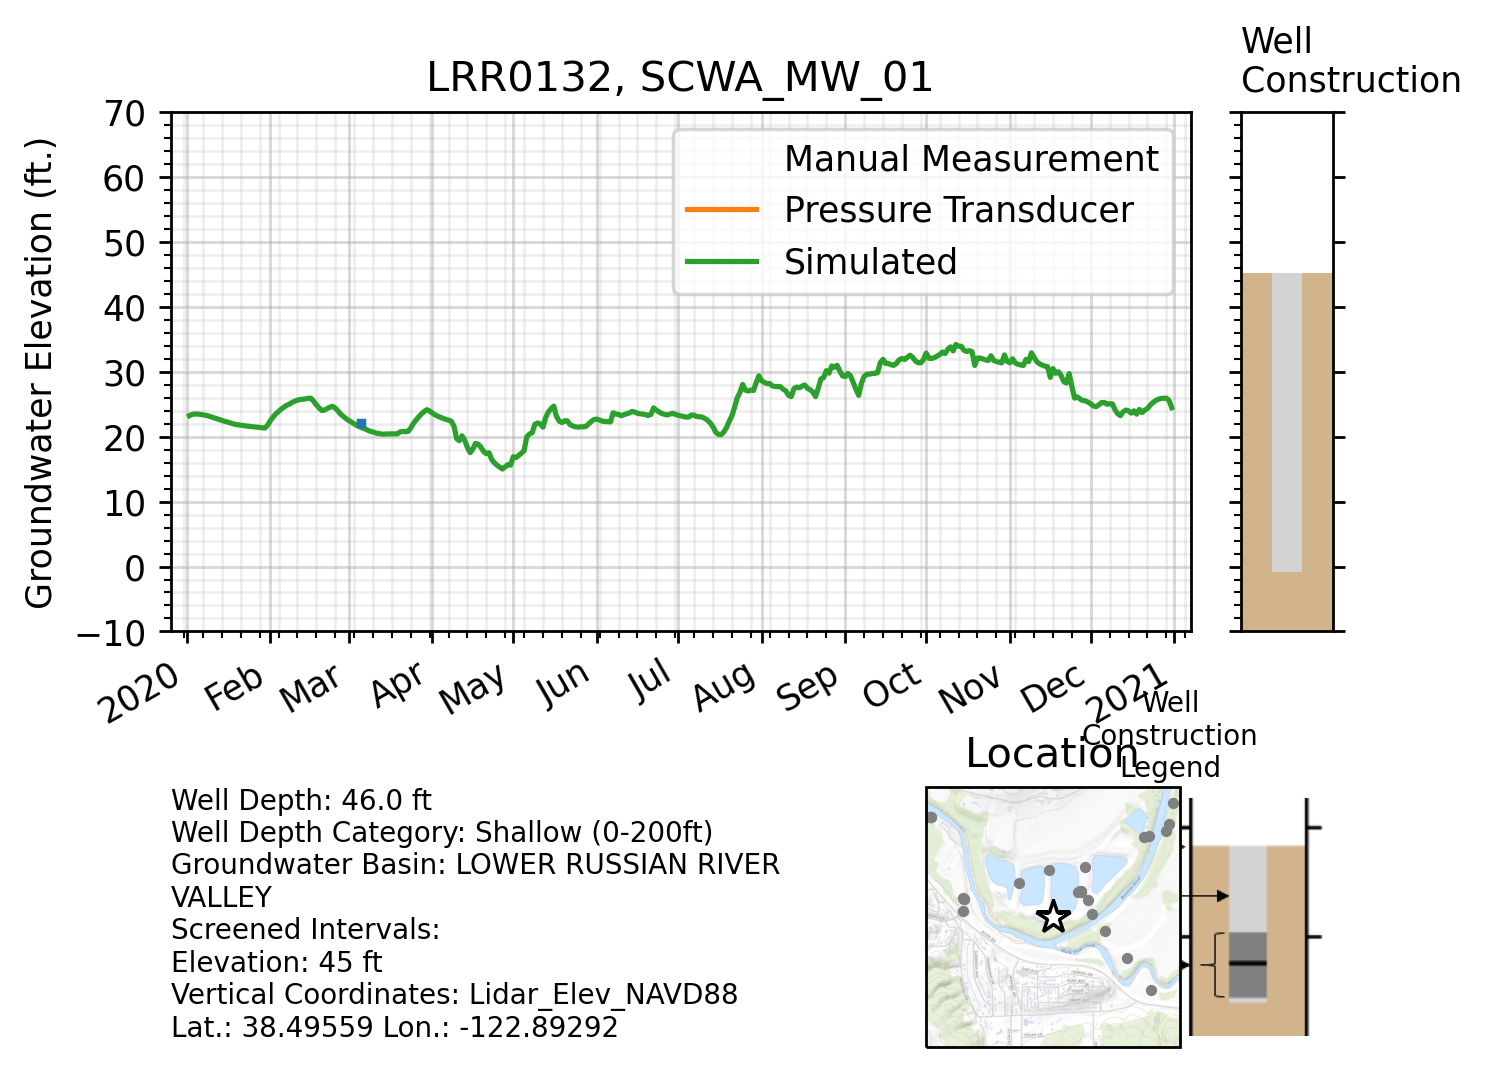 Well
Construction
LRR0132, SCWA_MW_01
Groundwater Elevation (ft.)
70
60
50
40
30
20
10
0
−10
Manual Measurement
Pressure Transducer
Simulated
2020 Feb Mar Apr May Jun Jul Aug Sep Oct Nov Dec 2021
Well
Construction
Legend
Location
Well Depth: 46.0 ft
Well Depth Category: Shallow (0-200ft)
Groundwater Basin: LOWER RUSSIAN RIVER
VALLEY
Screened Intervals:
Elevation: 45 ft
Vertical Coordinates: Lidar_Elev_NAVD88
Lat.: 38.49559 Lon.: -122.89292